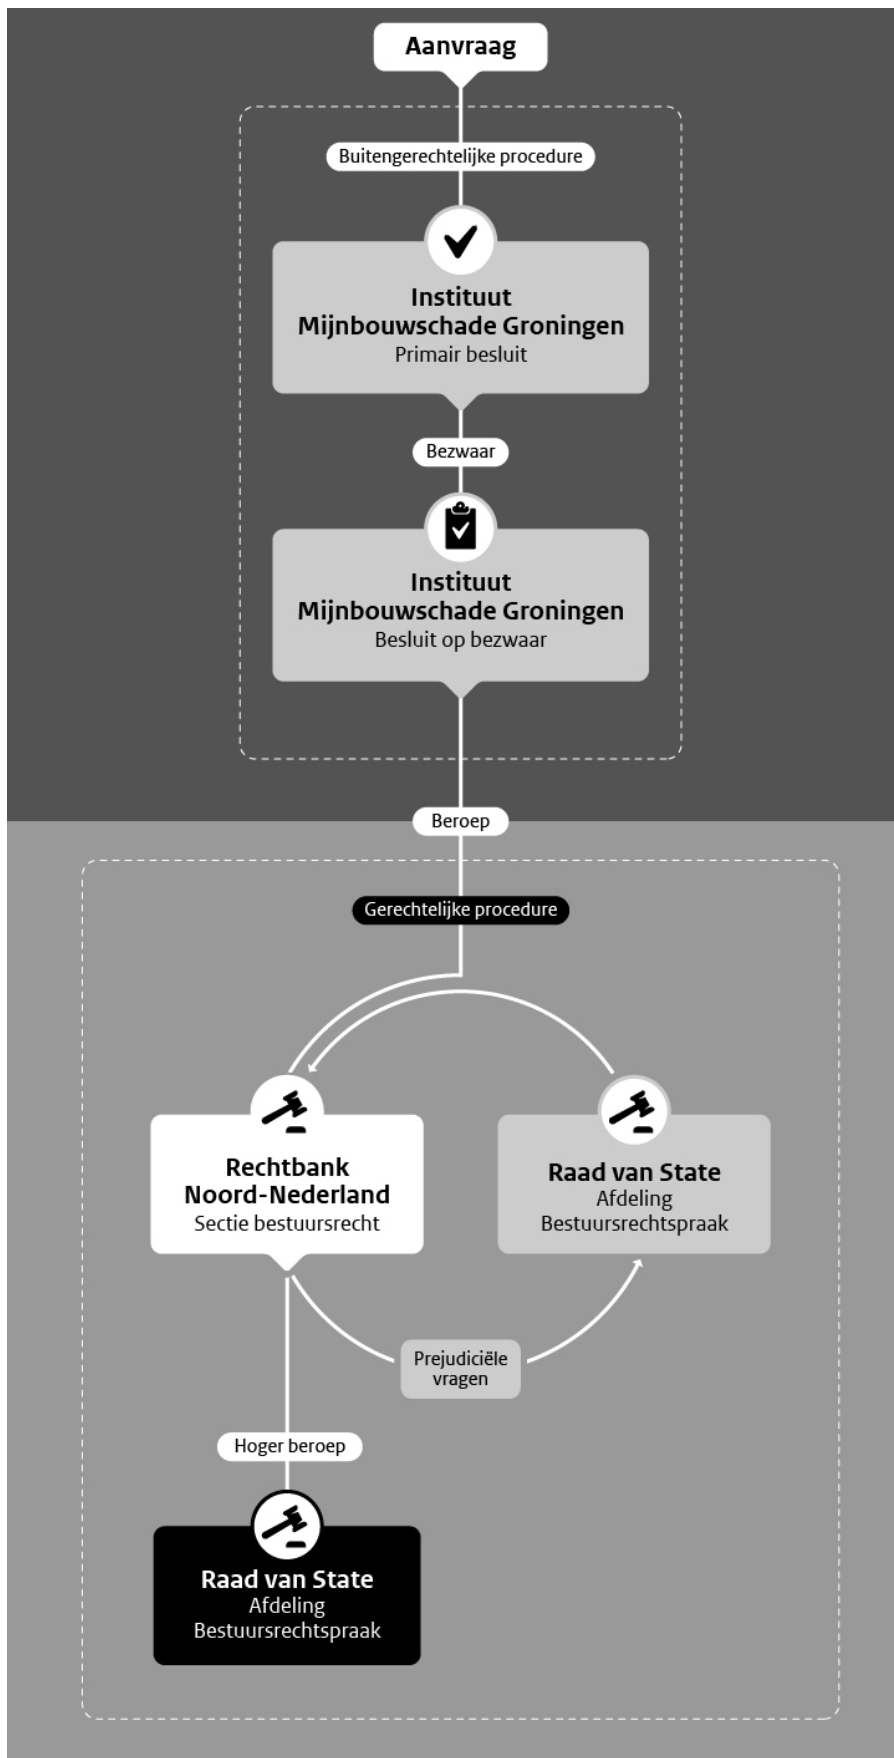 Aanvraag
Buitengerechtelijke procedure
Instituut
Mijnbouwschade Groningen
Primair besluit
Bezwaar
Instituut
Mijnbouwschade Groningen
Besluit op bezwaar
Beroep
Gerechtelijke procedure
Rechtbank
Noord-Nederland
Sectie bestuursrecht
Raad van State
Afdeling
Bestuursrechtspraak
Prejudiciële
vragen
Hoger beroep
Raad van State
Afdeling
Bestuursrechtspraak